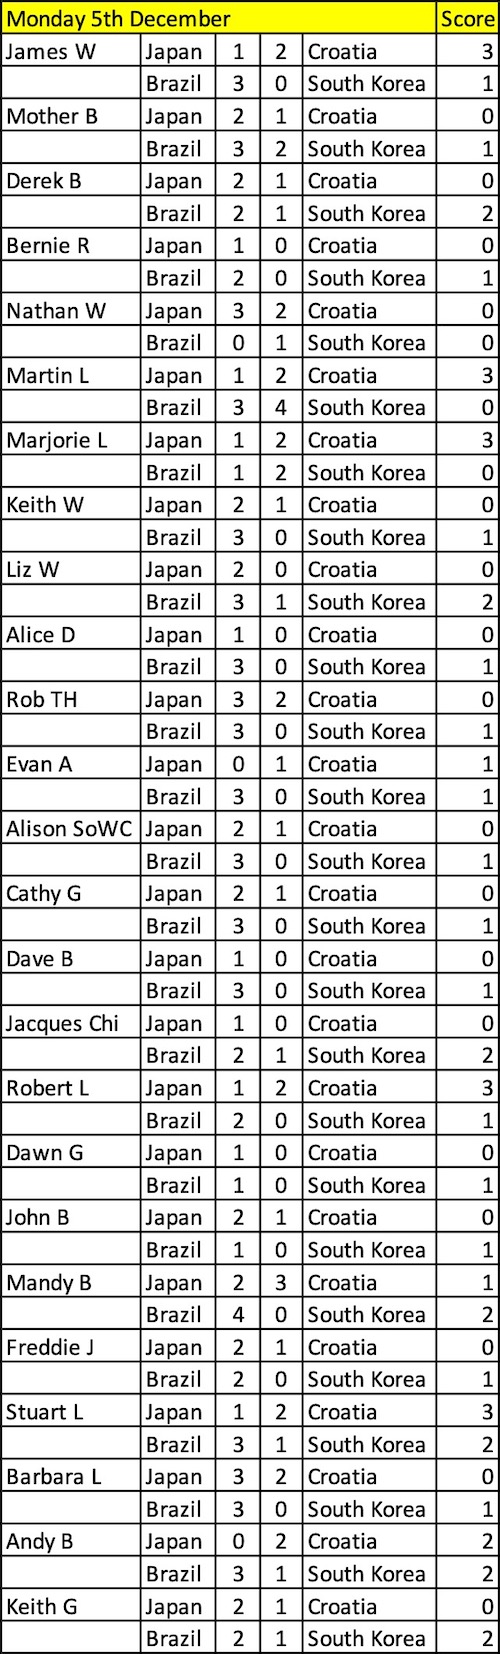 Monday 5th December Score
James W Japan 1 2 Croatia 3
Brazil 3 0 South Korea 1
Mother B Japan 2 1 Croatia 0
Brazil 3 2 South Korea 1
Derek B Japan 2 1 Croatia 0
Brazil 2 1 South Korea 2
Bernie R Japan 1 0 Croatia 0
Brazil 2 0 South Korea 1
Nathan W Japan 3 2 Croatia 0
Brazil 0 1 South Korea 0
Martin L Japan 1 2 Croatia 3
Brazil 3 4 South Korea 0
Marjorie L Japan 1 2 Croatia 3
Brazil 1 2 South Korea 0
Keith W Japan 2 1 Croatia 0
Brazil 3 0 South Korea 1
Liz W Japan 2 0 Croatia 0
Brazil 3 1 South Korea 2
Alice D Japan 1 0 Croatia 0
Brazil 3 0 South Korea 1
Rob TH Japan 3 2 Croatia 0
Brazil 3 0 South Korea 1
Evan A Japan 0 1 Croatia 1
Brazil 3 0 South Korea 1
Alison SoWC Japan 2 1 Croatia 0
Brazil 3 0 South Korea 1
Cathy G Japan 2 1 Croatia 0
Brazil 3 0 South Korea 1
Dave B Japan 1 0 Croatia 0
Brazil 3 0 South Korea 1
Jacques Chi Japan 1 0 Croatia 0
Brazil 2 1 South Korea 2
Robert L Japan 1 2 Croatia 3
Brazil 2 0 South Korea 1
Dawn G Japan 1 0 Croatia 0
Brazil 1 0 South Korea 1
John B Japan 2 1 Croatia 0
Brazil 1 0 South Korea 1
Mandy B Japan 2 3 Croatia 1
Brazil 4 0 South Korea 2
Freddie J Japan 2 1 Croatia 0
Brazil 2 0 South Korea 1
Stuart L Japan 1 2 Croatia 3
Brazil 3 1 South Korea 2
Barbara L Japan 3 2 Croatia 0
Brazil 3 0 South Korea 1
Andy B Japan 0 2 Croatia 2
Brazil 3 1 South Korea 2
Keith G Japan 2 1 Croatia 0
Brazil 2 1 South Korea 2